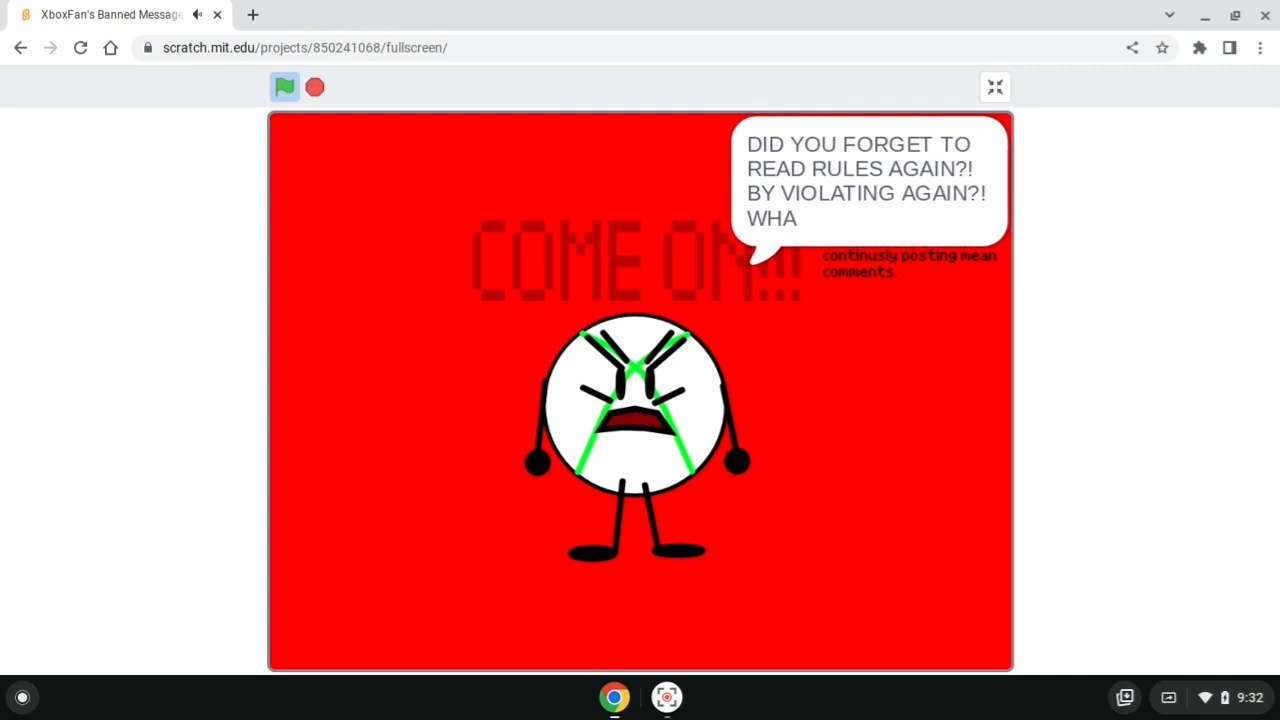 XboxFan's Banned Message
scratch.mit.edu/projects/850241068/fullscreen/
DID YOU FORGET TO
READ RULES AGAIN?!
BY VIOLATING AGAIN?!
WHA
COME ON!!!
continusly posting mean
comments.
9:32